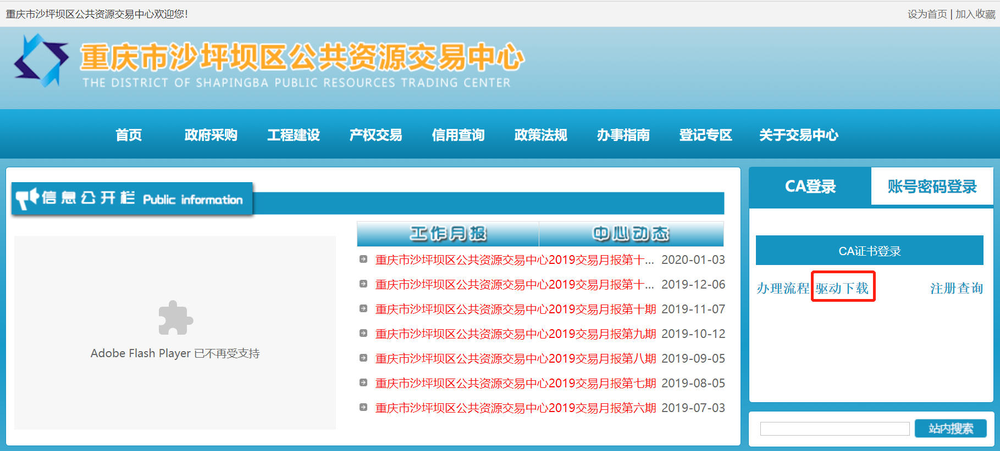 重庆市沙坪坝区公共资源交易中心欢迎您!
设为首页 | 加入收藏
重庆市沙坪坝区公共资源交易中心
THE DISTRICT OF SHAPINGBA PUBLIC RESOURCES TRADING CENTER
首页 政府采购 工程建设 产权交易 信用查询 政策法规 办事指南 登记专区 关于交易中心
信息公开栏 Public information
Adobe Flash Player 已不再受支持
工作月报 中心动态
重庆市沙坪坝区公共资源交易中心2019交易月报第十... 2020-01-03
重庆市沙坪坝区公共资源交易中心2019交易月报第十... 2019-12-06
重庆市沙坪坝区公共资源交易中心2019交易月报第十期 2019-11-07
重庆市沙坪坝区公共资源交易中心2019交易月报第九期 2019-10-12
重庆市沙坪坝区公共资源交易中心2019交易月报第八期 2019-09-05
重庆市沙坪坝区公共资源交易中心2019交易月报第七期 2019-08-05
重庆市沙坪坝区公共资源交易中心2019交易月报第六期 2019-07-03
CA登录 账号密码登录
CA证书登录
办理流程 驱动下载 注册查询
站内搜索